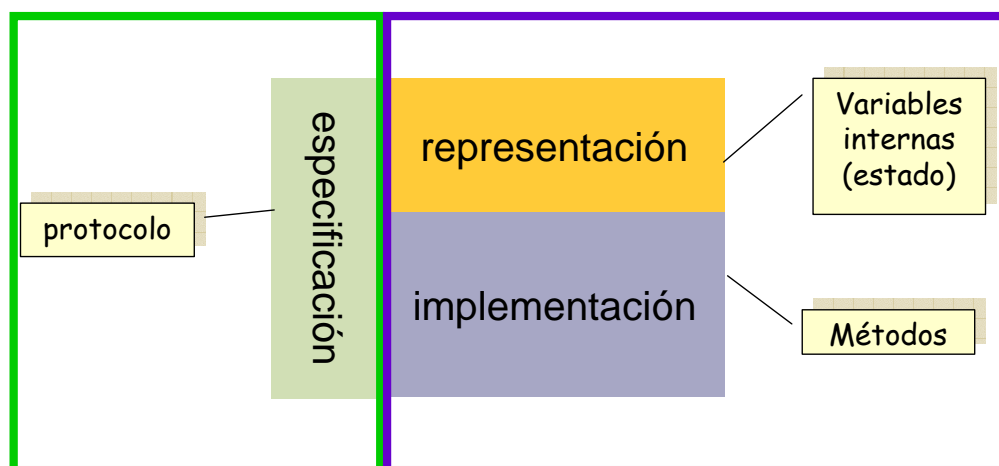 protocolo
especificación
representación
implementación
Variables
internas
(estado)
Métodos